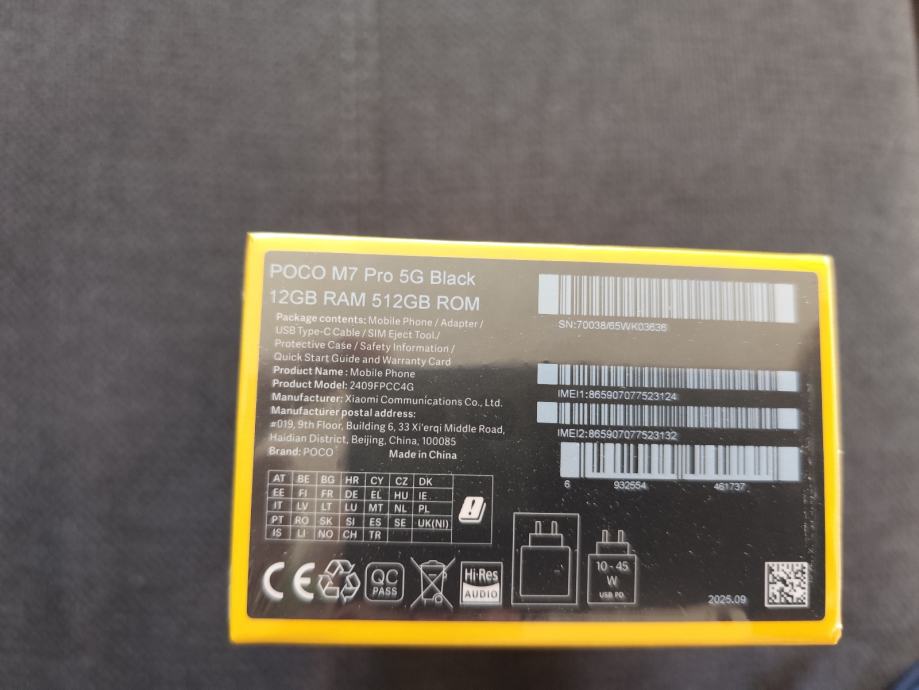 POCO M7 Pro 5G Black
12GB RAM 512GB ROM
Package contents: Mobile Phone / Adapter /
USB Type-C Cable / SIM Eject Tool /
Protective Case / Safety Information /
Quick Start Guide and Warranty Card
Product Name : Mobile Phone
Product Model: 2409FPCC4G
Manufacturer: Xiaomi Communications Co., Ltd.
Manufacturer postal address:
#019, 9th Floor, Building 6, 33 Xi'erqi Middle Road,
Haidian District, Beijing, China, 100085
Brand: POCO Made in China
SN:70038/65WK03636
IMEI1:865907077523124
IMEI2:865907077523132
6 932554 461737
AT BE BG HR CY CZ DK
EE FI FR DE EL HU IE
IT LV LT LU MT NL PL
PT RO SK SI ES SE UK(NI)
IS LI NO CH TR
CE
QC
PASS
Hi-Res
AUDIO
10 - 45
W
USB PD
2025.09